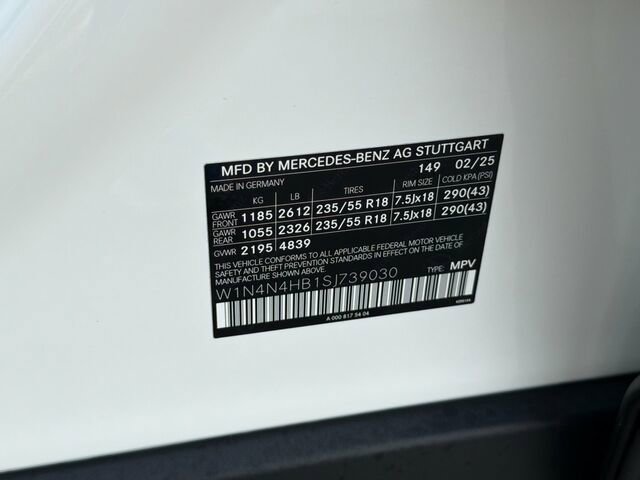 MFD BY MERCEDES-BENZ AG STUTTGART
MADE IN GERMANY 149 02/25
KG LB TIRES RIM SIZE COLD KPA (PSI)
GAWR FRONT 1185 2612 235/55 R18 7.5Jx18 290(43)
GAWR REAR 1055 2326 235/55 R18 7.5Jx18 290(43)
GVWR 2195 4839
THIS VEHICLE CONFORMS TO ALL APPLICABLE FEDERAL MOTOR VEHICLE
SAFETY AND THEFT PREVENTION STANDARDS IN EFFECT ON THE DATE OF
MANUFACTURE SHOWN ABOVE.
W1N4N4HB1SJ739030 TYPE: MPV
A 000 817 54 04